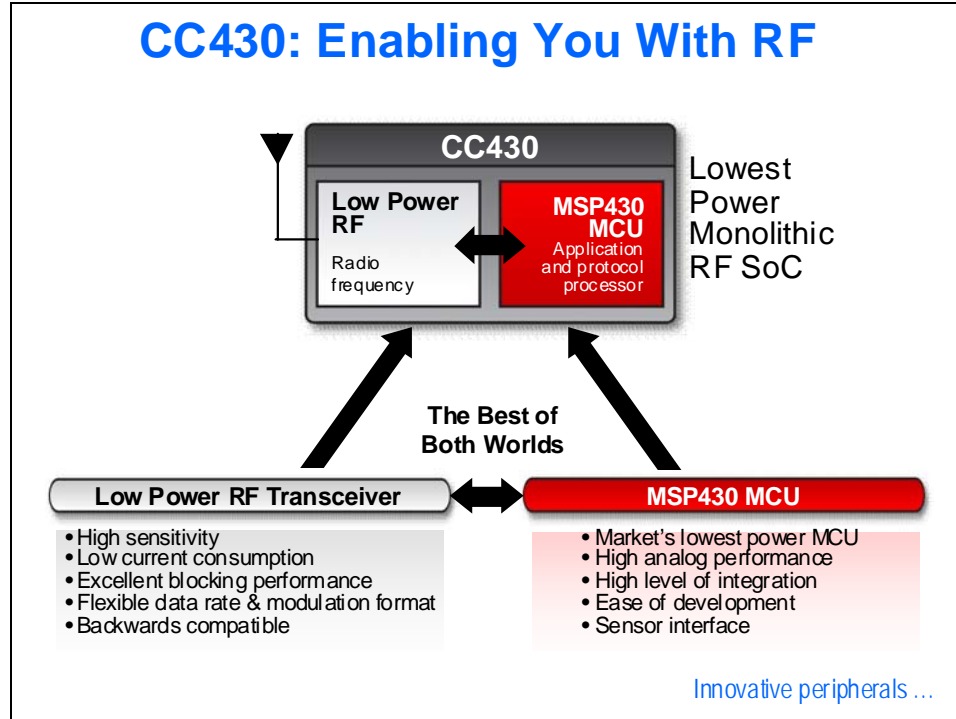 CC430: Enabling You With RF
CC430
Low Power
RF
Radio
frequency
MSP430
MCU
Application
and protocol
processor
Lowest
Power
Monolithic
RF SoC
The Best of
Both Worlds
Low Power RF Transceiver
• High sensitivity
• Low current consumption
• Excellent blocking performance
• Flexible data rate & modulation format
• Backwards compatible
MSP430 MCU
• Market's lowest power MCU
• High analog performance
• High level of integration
• Ease of development
• Sensor interface
Innovative peripherals …